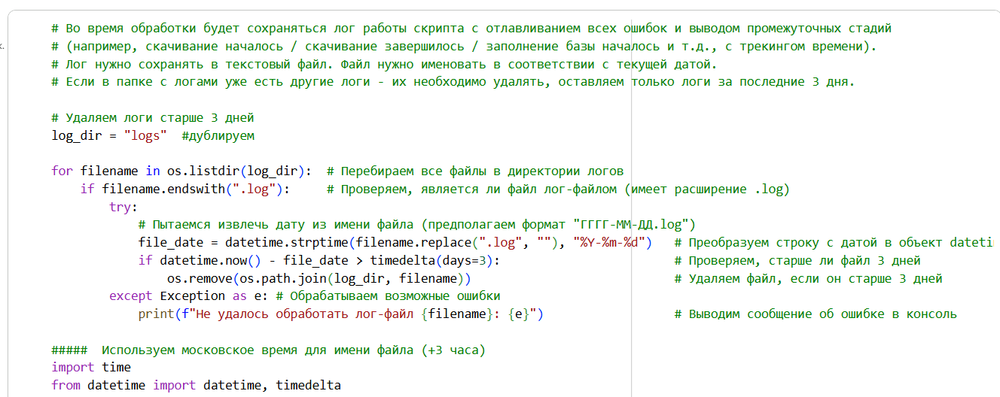 # Во время обработки будет сохраняться лог работы скрипта с отлавливанием всех ошибок и выводом промежуточных стадий
# (например, скачивание началось / скачивание завершилось / заполнение базы началось и т.д., с трекингом времени).
# Лог нужно сохранять в текстовый файл. Файл нужно именовать в соответствии с текущей датой.
# Если в папке с логами уже есть другие логи - их необходимо удалять, оставляем только логи за последние 3 дня.
# Удаляем логи старше 3 дней
log_dir = "logs"  #дублируем
for filename in os.listdir(log_dir):  # Перебираем все файлы в директории логов
    if filename.endswith(".log"):     # Проверяем, является ли файл лог-файлом (имеет расширение .log)
        try:
            # Пытаемся извлечь дату из имени файла (предполагаем формат "ГГГГ-ММ-ДД.log")
            file_date = datetime.strptime(filename.replace(".log", ""), "%Y-%m-%d")   # Преобразуем строку с датой в объект dateti
            if datetime.now() - file_date > timedelta(days=3):                        # Проверяем, старше ли файл 3 дней
                os.remove(os.path.join(log_dir, filename))                            # Удаляем файл, если он старше 3 дней
        except Exception as e: # Обрабатываем возможные ошибки
            print(f"Не удалось обработать лог-файл {filename}: {e}")                  # Выводим сообщение об ошибке в консоль
#####  Используем московское время для имени файла (+3 часа)
import time
from datetime import datetime, timedelta